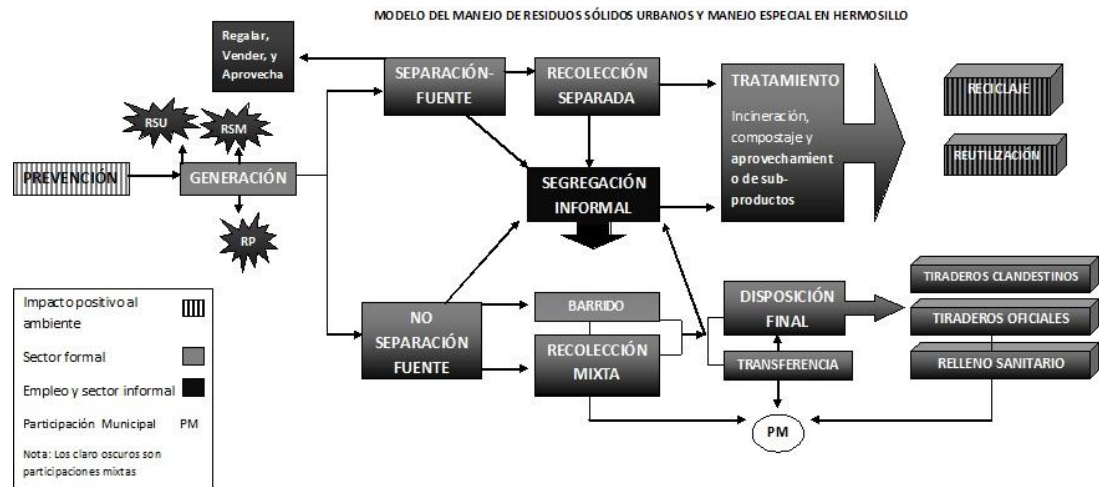 MODELO DEL MANEJO DE RESIDUOS SÓLIDOS URBANOS Y MANEJO ESPECIAL EN HERMOSILLO
Regalar,
Vender, y
Aprovecha
SEPARACIÓN-
FUENTE
RECOLECCIÓN
SEPARADA
TRATAMIENTO
Incineración,
compostaje y
aprovechamient
o de sub-
productos
RECICLAJE
REUTILIZACIÓN
RSU
RSM
PREVENCIÓN
GENERACIÓN
RP
SEGREGACIÓN
INFORMAL
NO
SEPARACIÓN
FUENTE
BARRIDO
RECOLECCIÓN
MIXTA
DISPOSICIÓN
FINAL
TRANSFERENCIA
TIRADEROS CLANDESTINOS
TIRADEROS OFICIALES
RELLENO SANITARIO
PM
Impacto positivo al
ambiente
Sector formal
Empleo y sector informal
Participación Municipal PM
Nota: Los claro oscuros son
participaciones mixtas